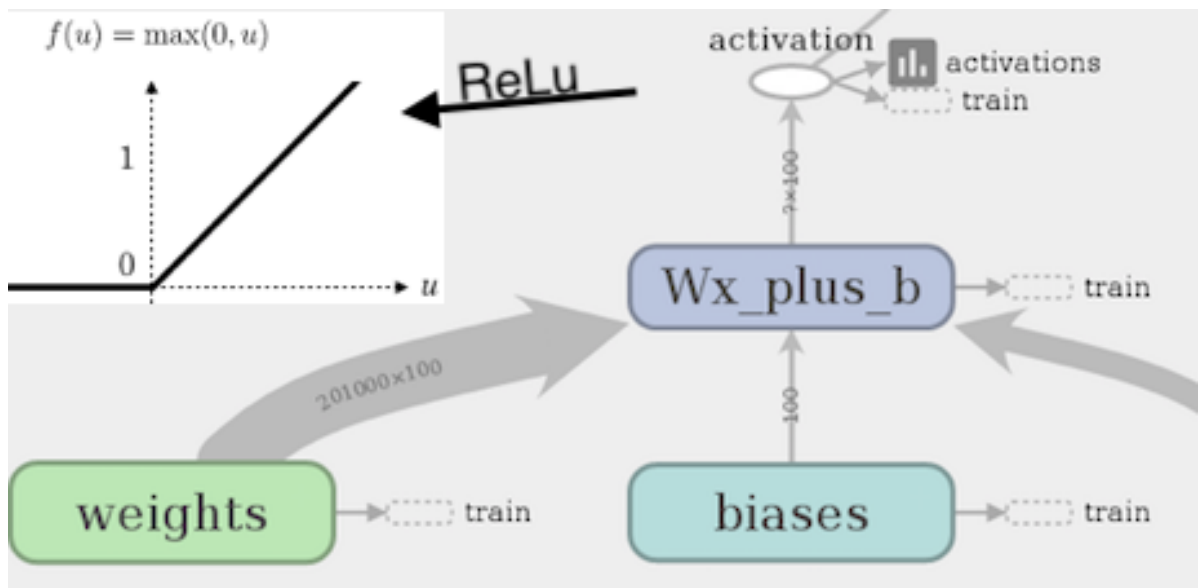 f(u) = max(0, u)
1
0
u
ReLu
activation
activations
train
?×100
Wx_plus_b
train
201000×100
100
weights
train
biases
train